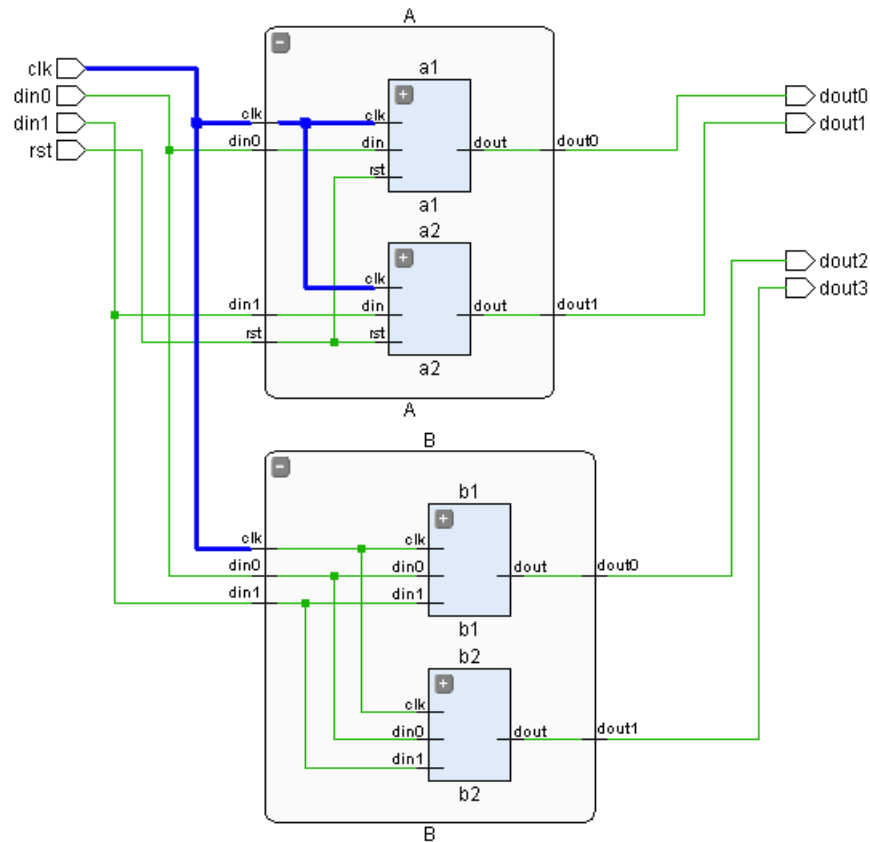 A
clk
din0
din1
rst
a1
clk
clk
din0
din
rst
dout
dout0
a1
a2
clk
din1
din
rst
rst
dout
dout1
a2
A
dout0
dout1
dout2
dout3
B
b1
clk
clk
din0
din0
din1
din1
dout
dout0
b1
b2
clk
din0
din1
dout
dout1
b2
B